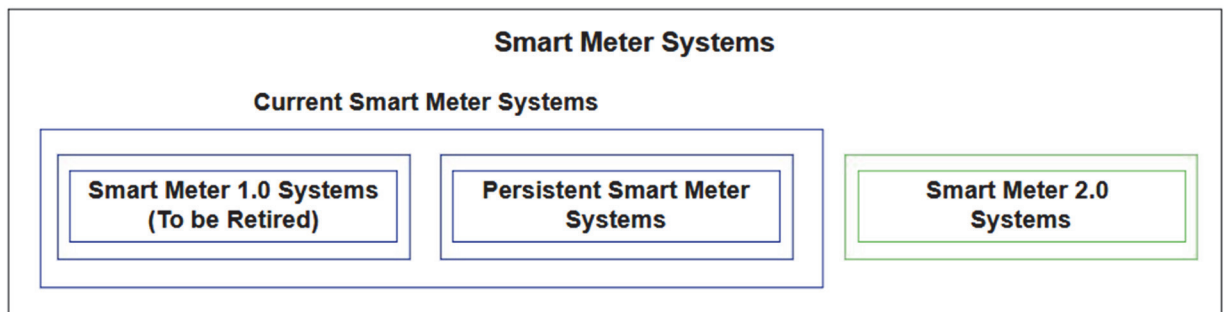 Smart Meter Systems
Current Smart Meter Systems
Smart Meter 1.0 Systems
(To be Retired)
Persistent Smart Meter
Systems
Smart Meter 2.0
Systems